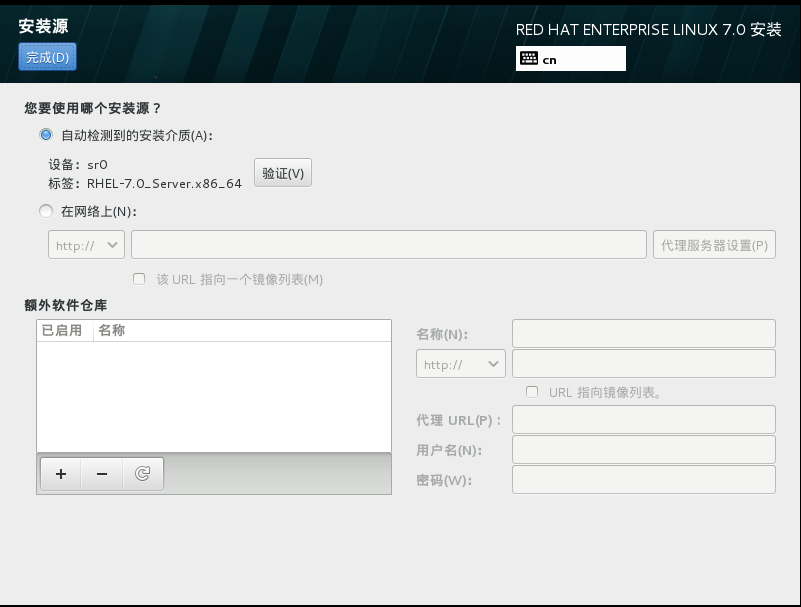 安装源
RED HAT ENTERPRISE LINUX 7.0 安装
完成(D)
cn
您要使用哪个安装源？
自动检测到的安装介质(A):
设备: sr0
标签: RHEL-7.0_Server.x86_64
验证(V)
在网络上(N):
http://
代理服务器设置(P)
该 URL 指向一个镜像列表(M)
额外软件仓库
已启用 名称
名称(N):
http://
URL 指向镜像列表。
代理 URL(P)：
用户名(N):
密码(W):